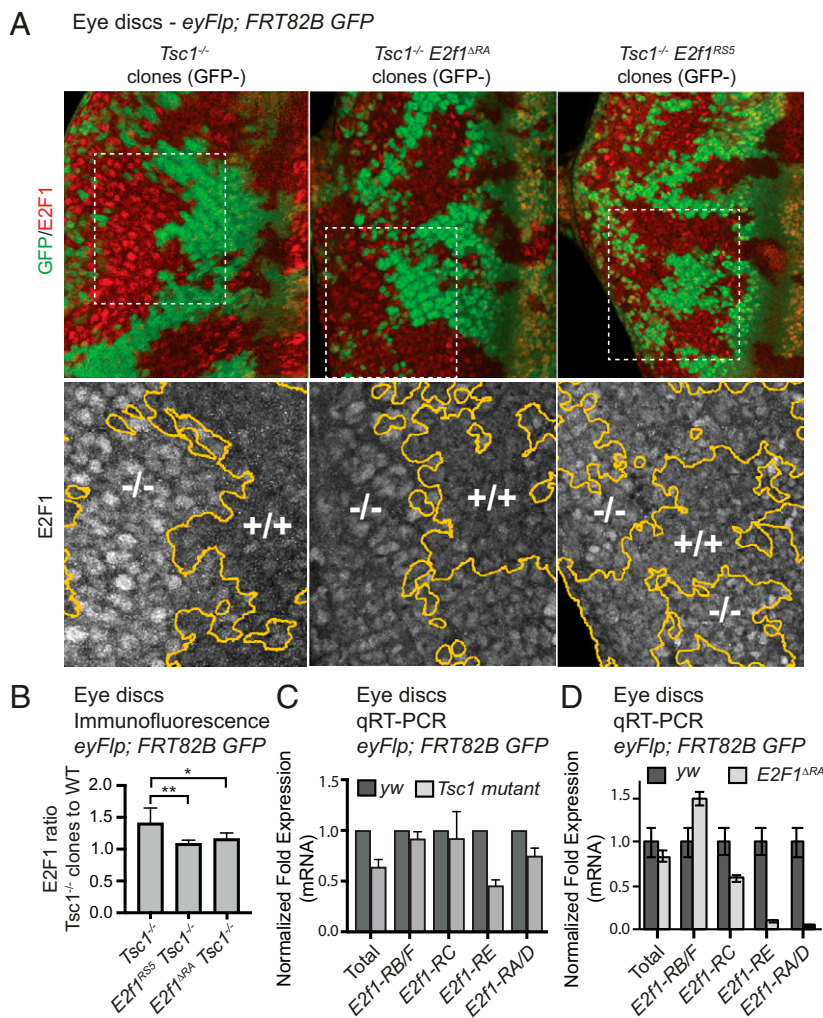 A
Eye discs - eyFlp; FRT82B GFP
Tsc1-/-
clones (GFP-)
Tsc1-/- E2f1ΔRA
clones (GFP-)
Tsc1-/- E2f1RS5
clones (GFP-)
GFP/E2F1
E2F1
-/-
+/+
-/-
+/+
-/-
+/+
-/-
B
Eye discs
Immunofluorescence
eyFlp; FRT82B GFP
E2F1 ratio
Tsc1-/- clones to WT
2.0
1.5
1.0
0.5
0.0
**
*
Tsc1-/-
E2f1RS5 Tsc1-/-
E2f1ΔRA Tsc1-/-
C
Eye discs
qRT-PCR
eyFlp; FRT82B GFP
yw
Tsc1 mutant
Normalized Fold Expression
(mRNA)
1.0
0.5
0.0
Total
E2f1-RB/F
E2f1-RC
E2f1-RE
E2f1-RA/D
D
Eye discs
qRT-PCR
eyFlp; FRT82B GFP
yw
E2F1ΔRA
Normalized Fold Expression
(mRNA)
1.5
1.0
0.5
0
Total
E2f1-RB/F
E2f1-RC
E2f1-RE
E2f1-RA/D